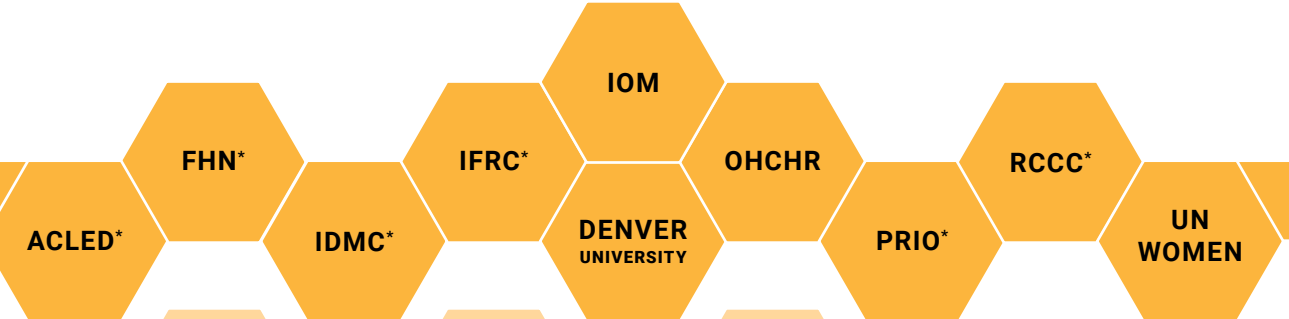 IOM
FHN*
IFRC*
OHCHR
RCCC*
ACLED*
IDMC*
DENVER
UNIVERSITY
PRIO*
UN
WOMEN